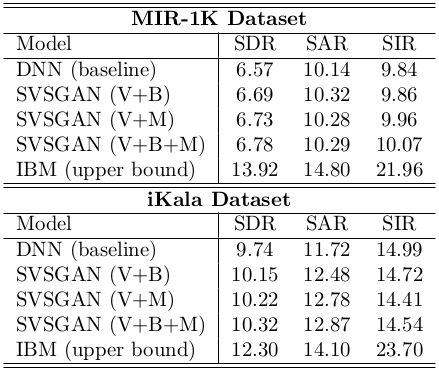 MIR-1K Dataset
Model SDR SAR SIR
DNN (baseline) 6.57 10.14 9.84
SVSGAN (V+B) 6.69 10.32 9.86
SVSGAN (V+M) 6.73 10.28 9.96
SVSGAN (V+B+M) 6.78 10.29 10.07
IBM (upper bound) 13.92 14.80 21.96
iKala Dataset
Model SDR SAR SIR
DNN (baseline) 9.74 11.72 14.99
SVSGAN (V+B) 10.15 12.48 14.72
SVSGAN (V+M) 10.22 12.78 14.41
SVSGAN (V+B+M) 10.32 12.87 14.54
IBM (upper bound) 12.30 14.10 23.70